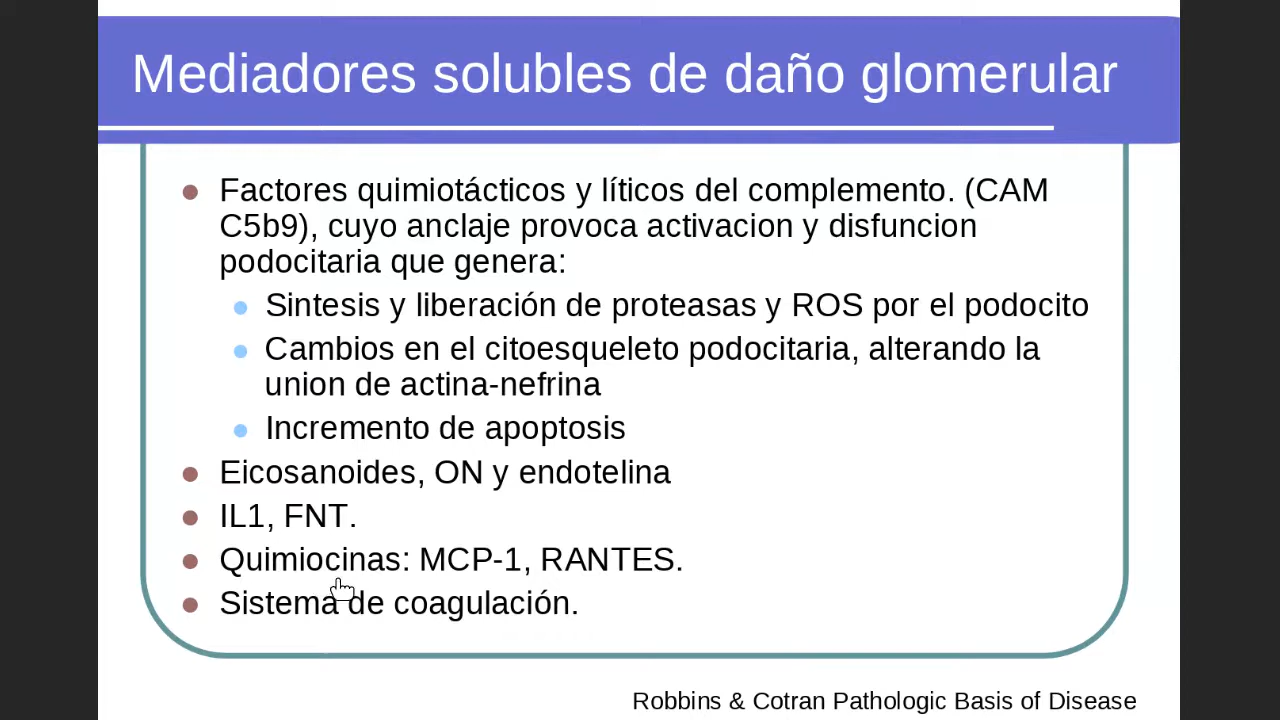 Mediadores solubles de daño glomerular
Factores quimiotácticos y líticos del complemento. (CAM
C5b9), cuyo anclaje provoca activacion y disfuncion
podocitaria que genera:
Sintesis y liberación de proteasas y ROS por el podocito
Cambios en el citoesqueleto podocitaria, alterando la
union de actina-nefrina
Incremento de apoptosis
Eicosanoides, ON y endotelina
IL1, FNT.
Quimiocinas: MCP-1, RANTES.
Sistema de coagulación.
Robbins & Cotran Pathologic Basis of Disease